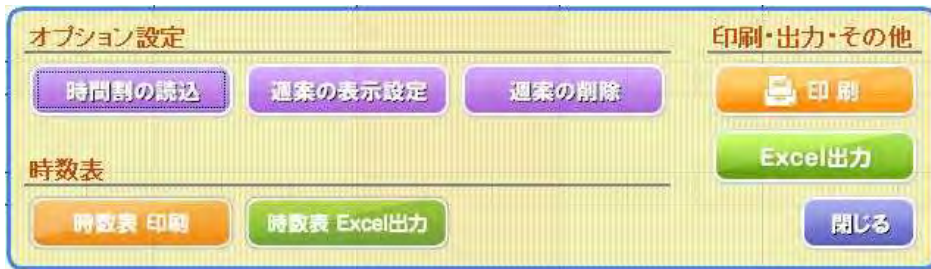 オプション設定
時間割の読込 週案の表示設定 週案の削除
時数表
時数表 印刷 時数表 Excel出力
印刷・出力・その他
印刷
Excel出力
閉じる